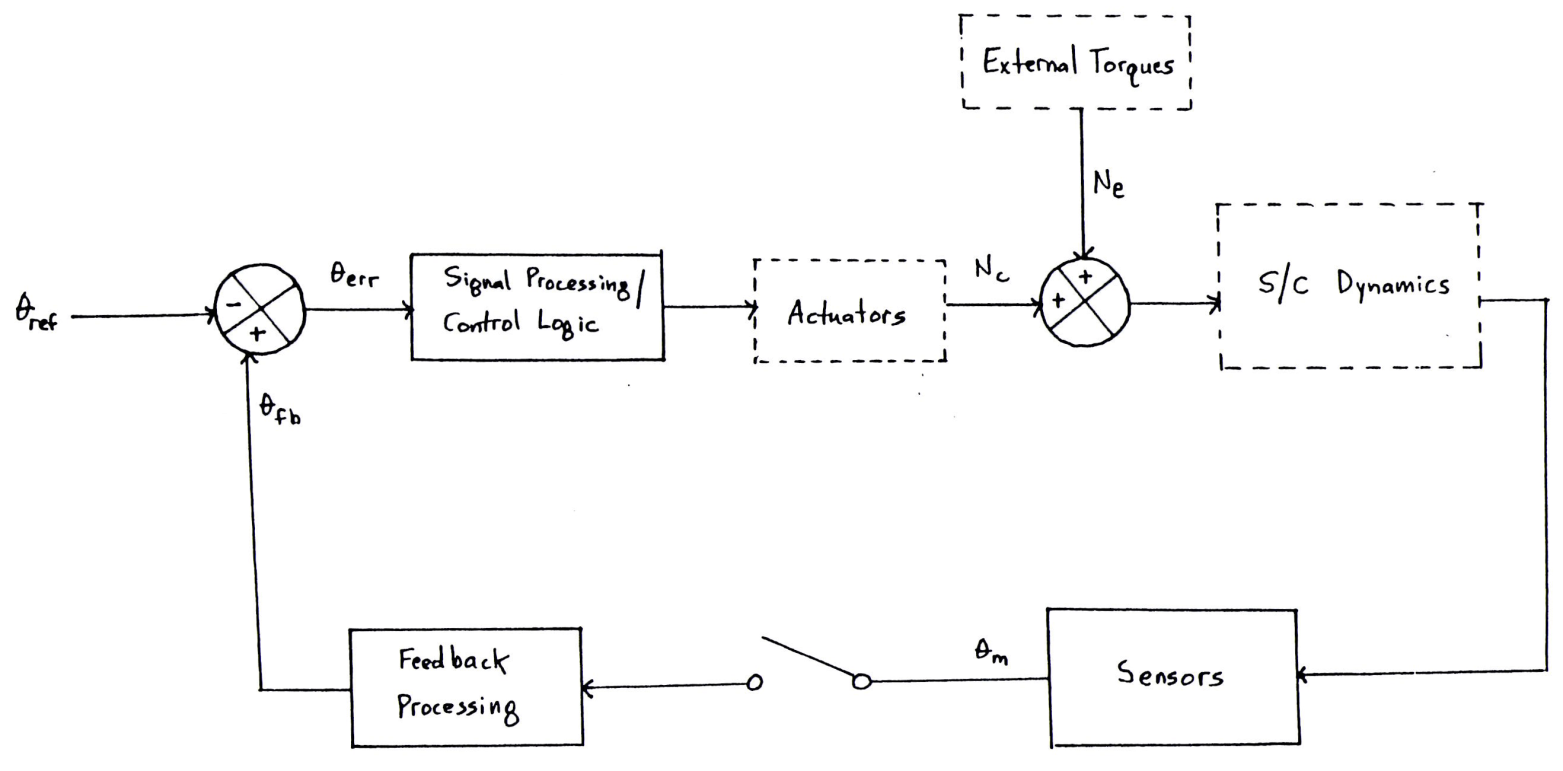 External Torques
Ne
θref
-
+
θerr
Signal Processing/
Control Logic
Actuators
Nc
+
+
S/C Dynamics
θfb
Feedback
Processing
θm
Sensors